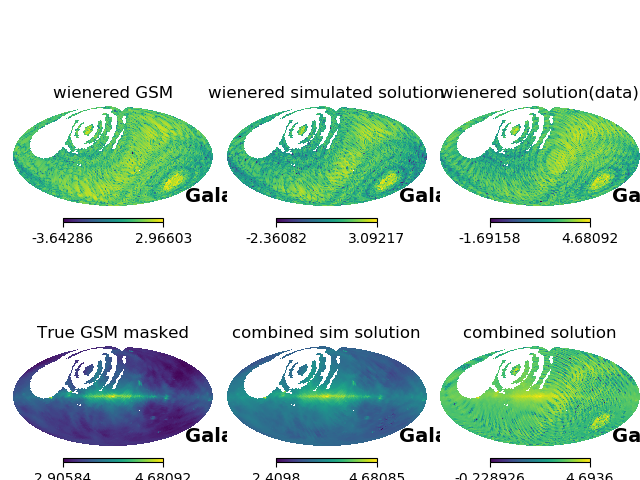 wienered GSM
wienered simulated solution
wienered solution(data)
Gala
Gala
Ga
-3.64286 2.96603
-2.36082 3.09217
-1.69158 4.68092
True GSM masked
combined sim solution
combined solution
Gala
Gala
Ga
2.90584 4.68092
2.4098 4.68085
-0.228926 4.6936